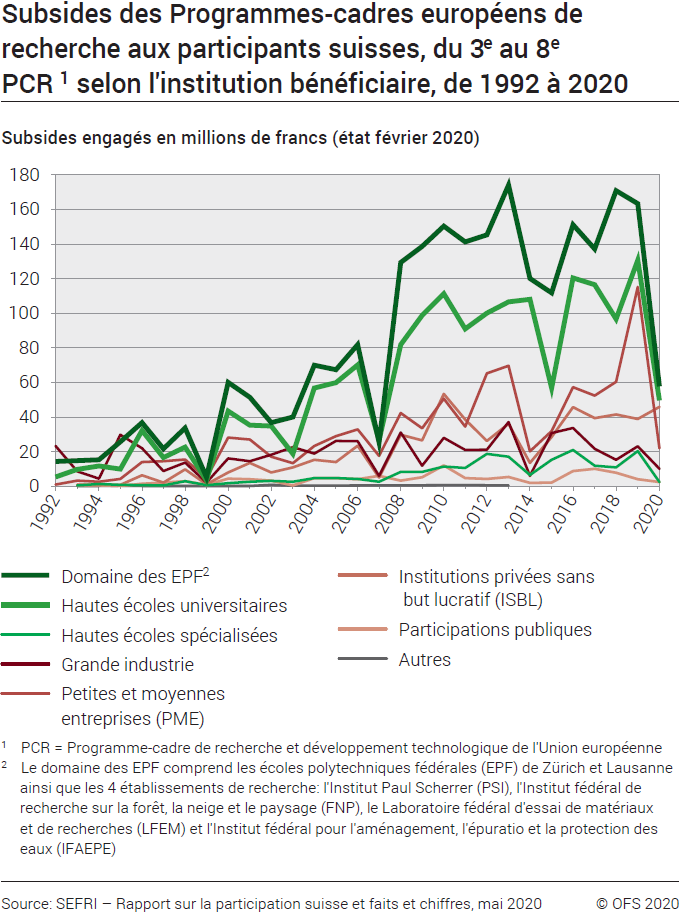 Subsides des Programmes-cadres européens de
recherche aux participants suisses, du 3e au 8e
PCR 1 selon l'institution bénéficiaire, de 1992 à 2020
Subsides engagés en millions de francs (état février 2020)
180
160
140
120
100
80
60
40
20
0
1992
1994
1996
1998
2000
2002
2004
2006
2008
2010
2012
2014
2016
2018
2020
Domaine des EPF2
Hautes écoles universitaires
Hautes écoles spécialisées
Grande industrie
Petites et moyennes
entreprises (PME)
Institutions privées sans
but lucratif (ISBL)
Participations publiques
Autres
1 PCR = Programme-cadre de recherche et développement technologique de l'Union européenne
2 Le domaine des EPF comprend les écoles polytechniques fédérales (EPF) de Zürich et Lausanne
ainsi que les 4 établissements de recherche: l'Institut Paul Scherrer (PSI), l'Institut fédéral de
recherche sur la forêt, la neige et le paysage (FNP), le Laboratoire fédéral d'essai de matériaux
et de recherches (LFEM) et l'Institut fédéral pour l'aménagement, l'épuratio et la protection des
eaux (IFAEPE)
Source: SEFRI – Rapport sur la participation suisse et faits et chiffres, mai 2020
© OFS 2020